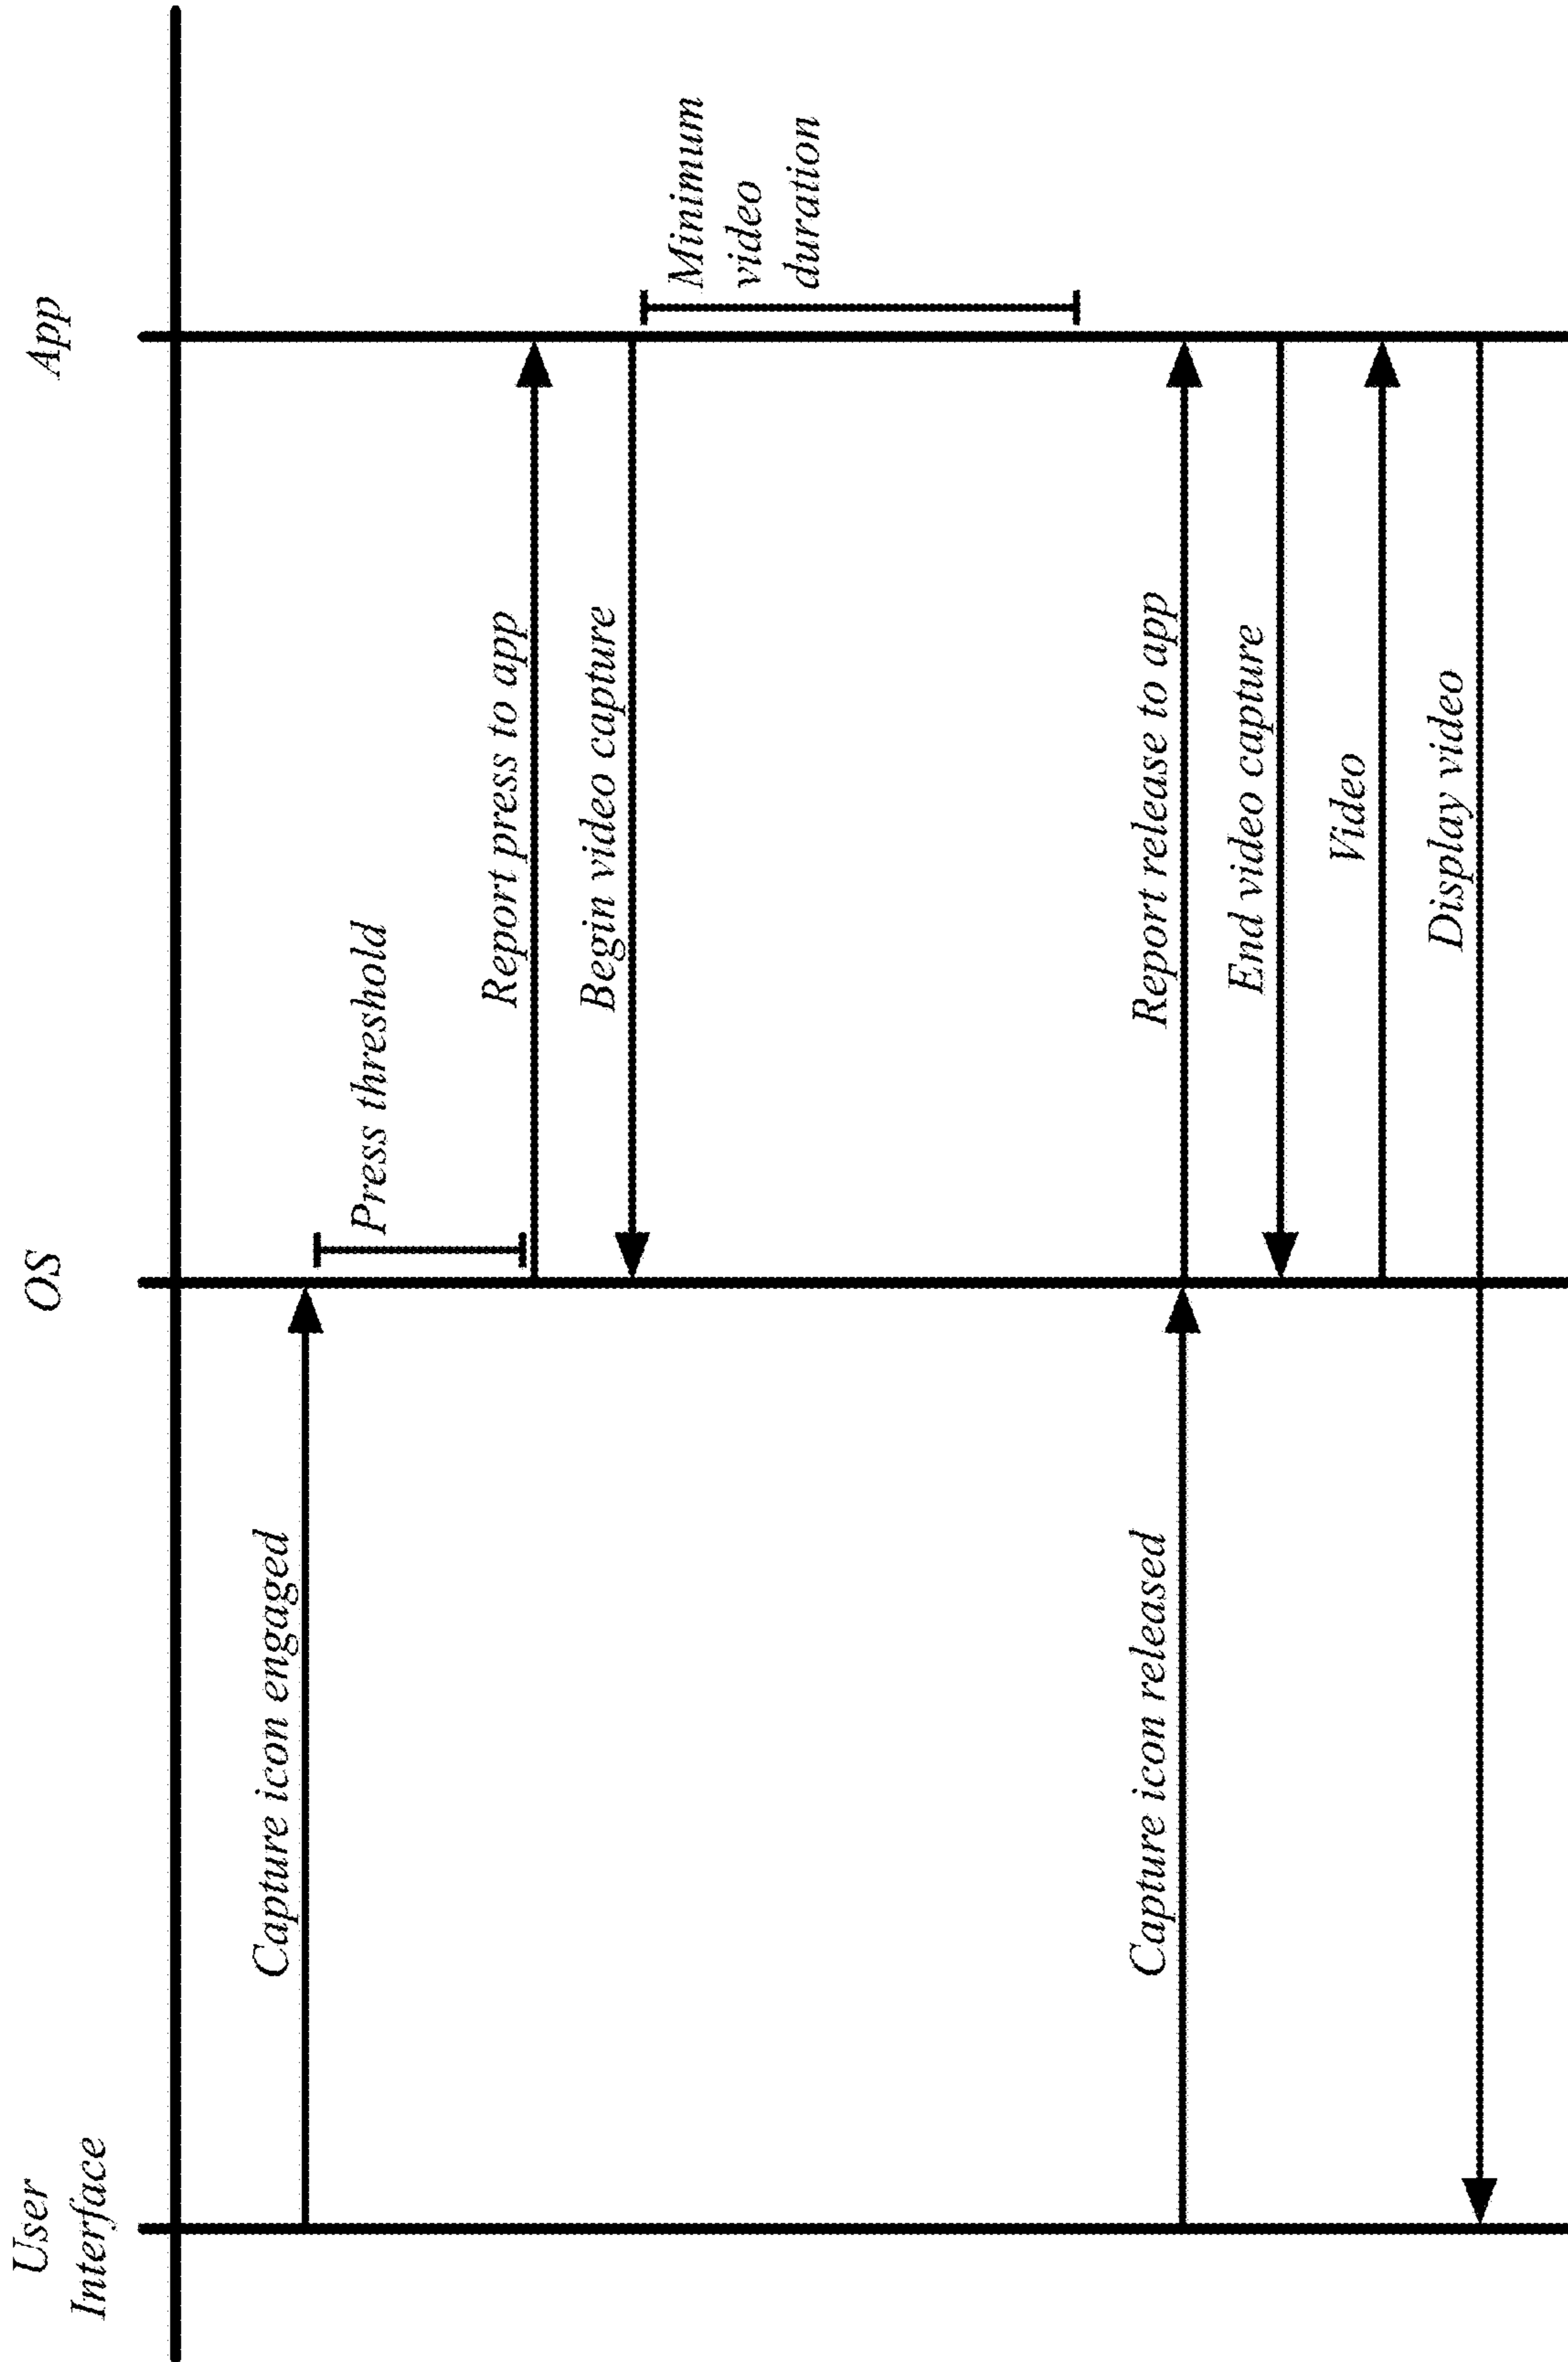 User
Interface
OS
App
Capture icon engaged
Press threshold
Report press to app
Begin video capture
Minimum
video
duration
Capture icon released
Report release to app
End video capture
Video
Display video